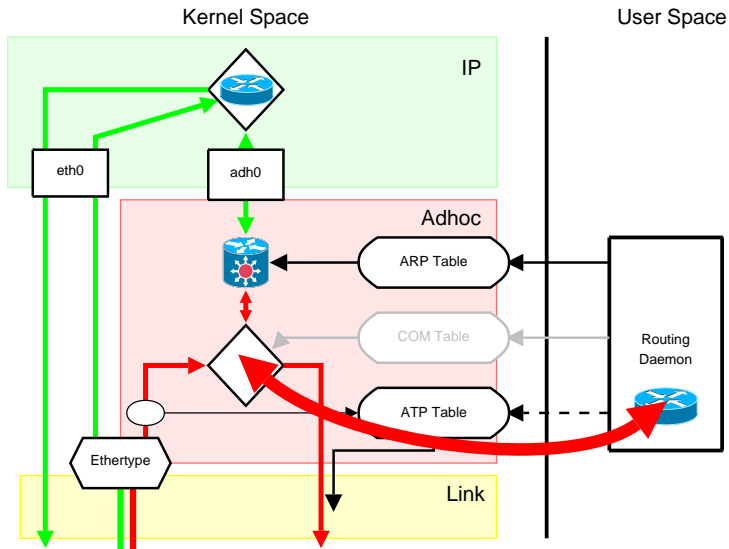 Kernel Space
User Space
IP
eth0
adh0
Adhoc
ARP Table
COM Table
Routing
Daemon
ATP Table
Ethertype
Link